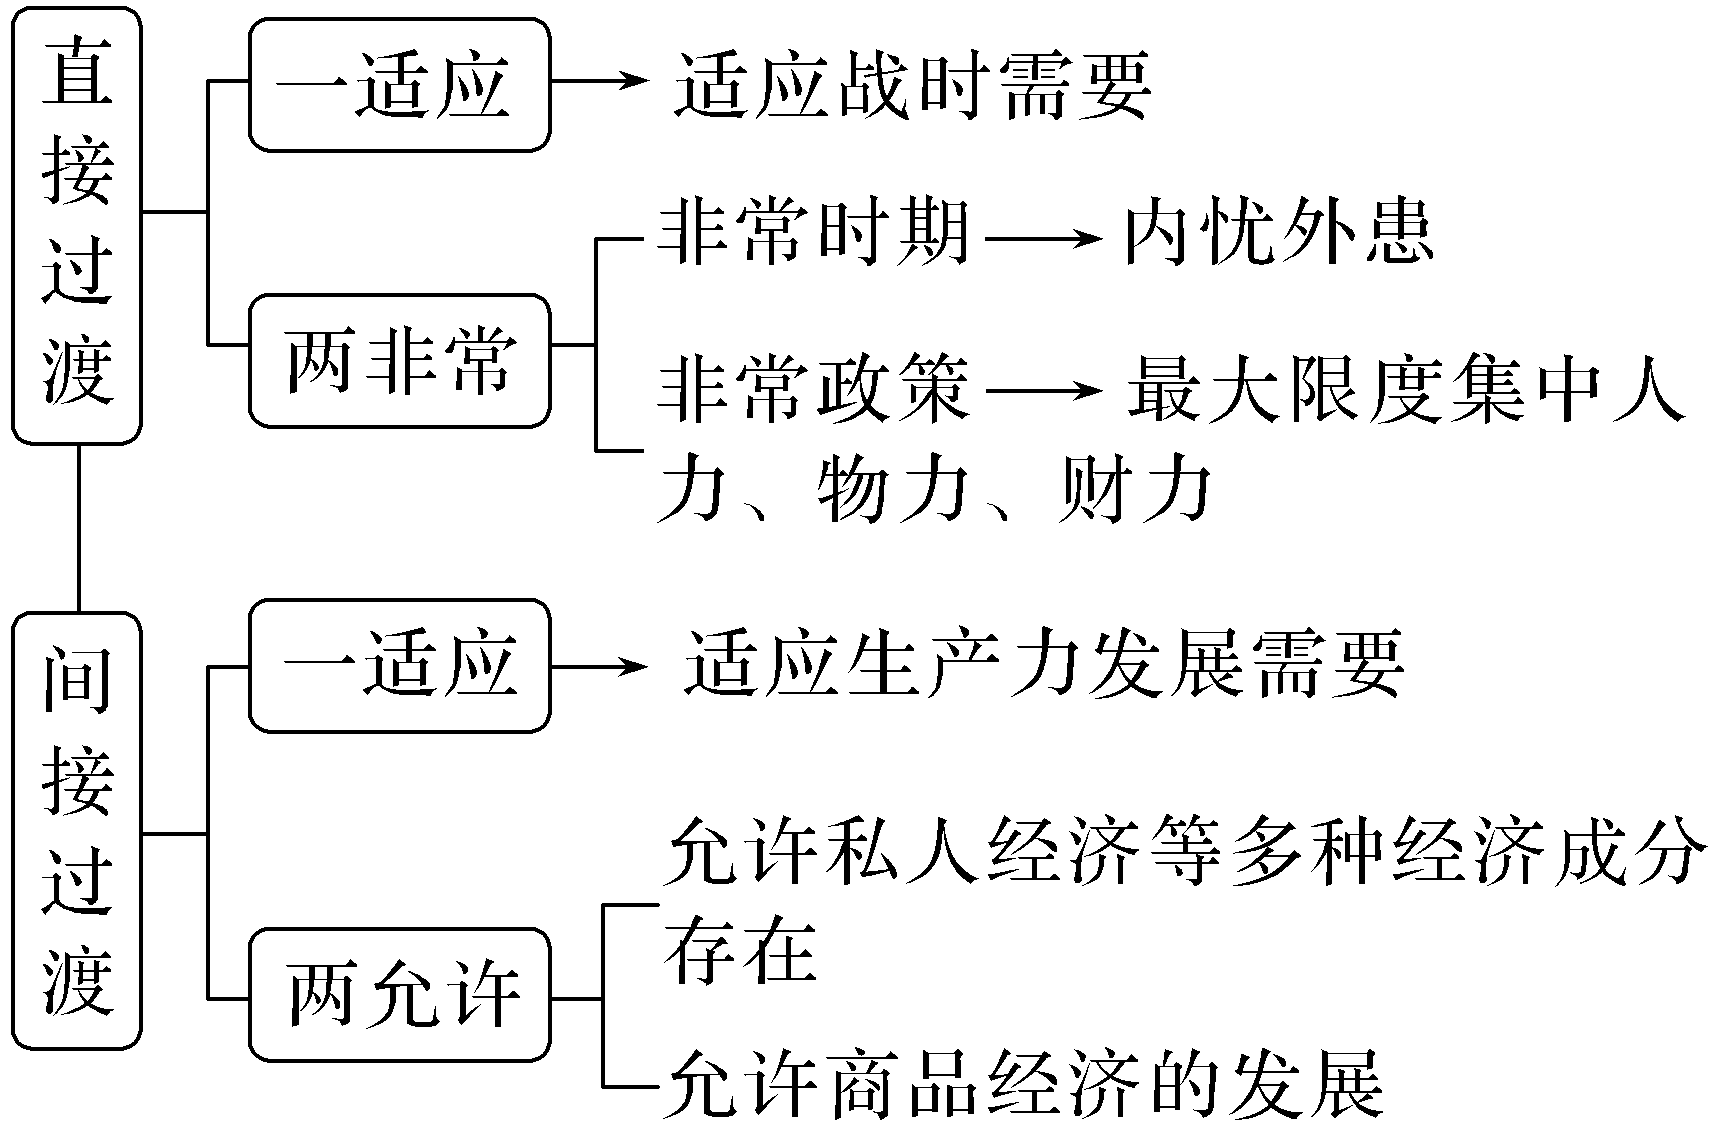 直接过渡
一适应
适应战时需要
两非常
非常时期
内忧外患
非常政策
最大限度集中人
力、物力、财力
间接过渡
一适应
适应生产力发展需要
两允许
允许私人经济等多种经济成分
存在
允许商品经济的发展